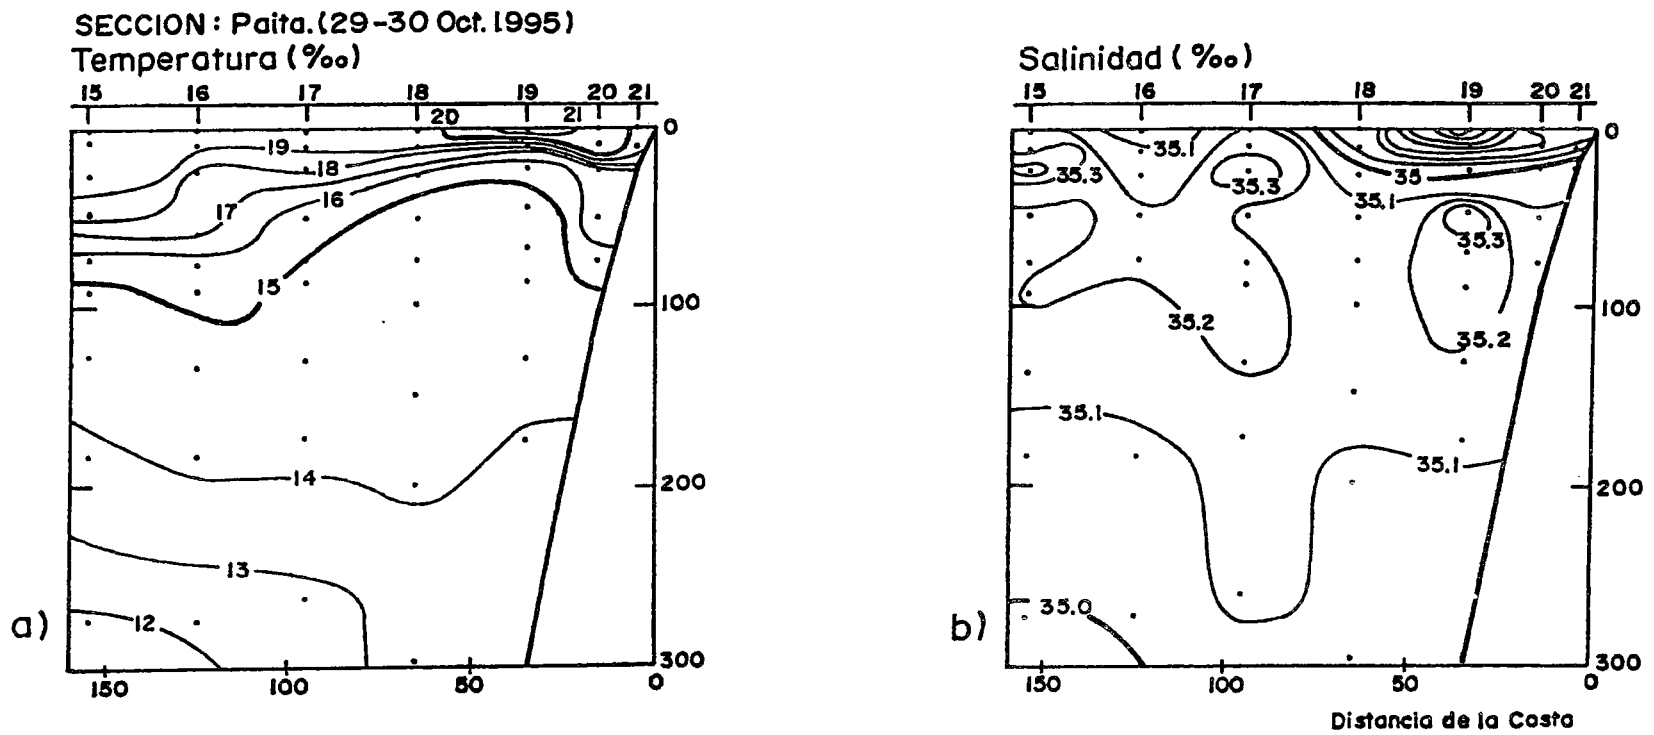 SECCION: Paita.(29-30 Oct.1995)
Temperatura (‰)
15 16 17 18 19 20 21
20 21
0
19
18
17
16
15
100
14
200
13
12
a)
300
150 100 50 0
Salinidad (‰)
15 16 17 18 19 20 21
0
35.1
35.3
35.3
35
35.1
35.3
100
35.2
35.2
35.1
35.1
200
35.0
b)
300
150 100 50 0
Distancia de la Costa